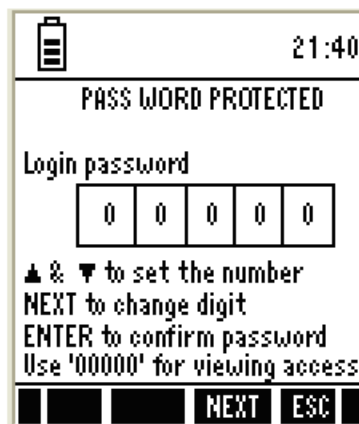 21:40
PASS WORD PROTECTED
Login password
0 0 0 0 0
▲ & ▼ to set the number
NEXT to change digit
ENTER to confirm password
Use '00000' for viewing access
NEXT ESC